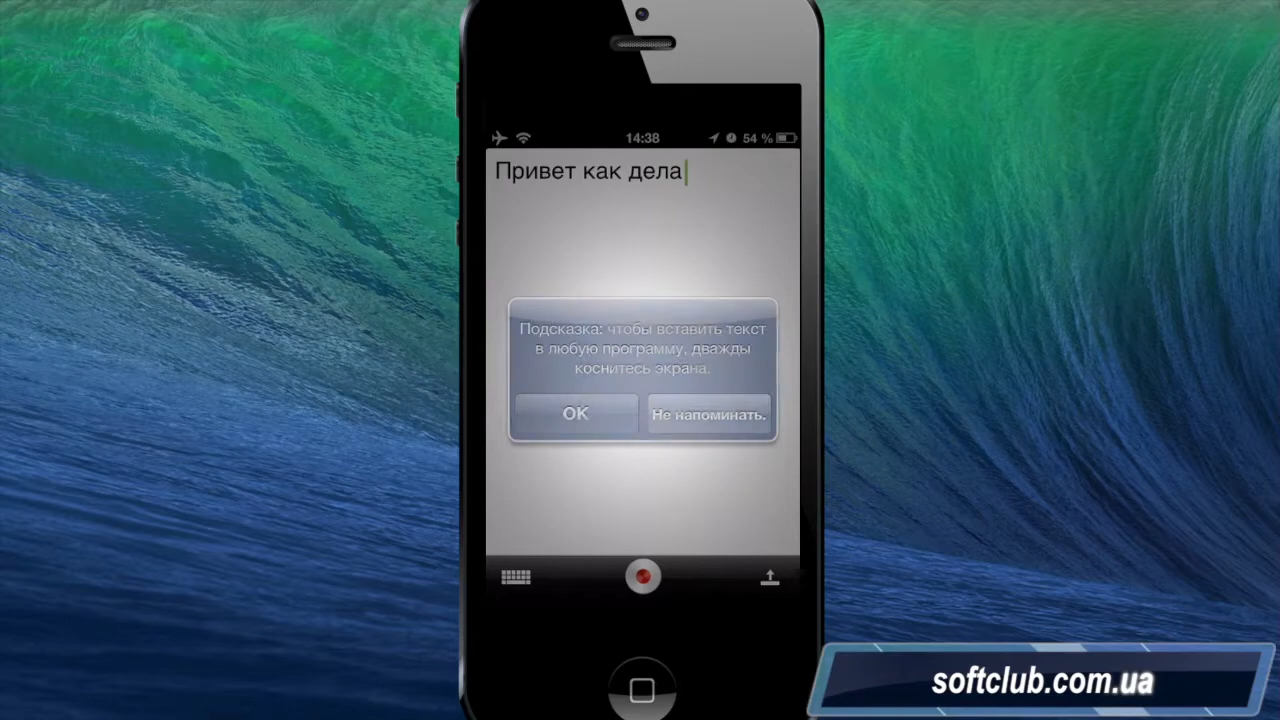 14:38
54 %
Привет как дела
Подсказка: чтобы вставить текст
в любую программу, дважды
коснитесь экрана.
OK
Не напоминать.
softclub.com.ua